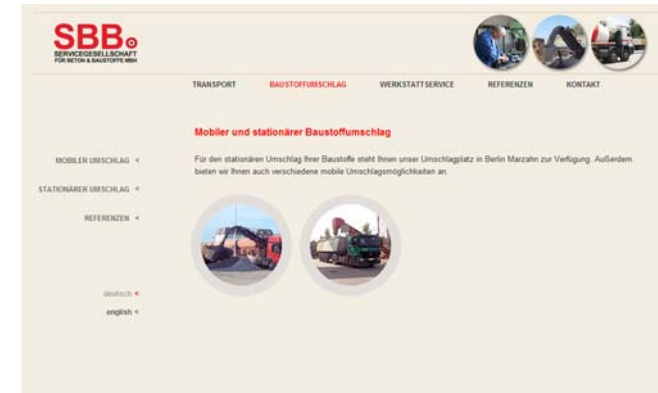 SBB
SERVICEGESELLSCHAFT
FÜR BETON & BAUSTOFFE MBH
TRANSPORT BAUSTOFFUMSCHLAG WERKSTATTSERVICE REFERENZEN KONTAKT
Mobiler und stationärer Baustoffumschlag
MOBILER UMSCHLAG <
Für den stationären Umschlag Ihrer Baustoffe steht Ihnen unser Umschlagplatz in Berlin Marzahn zur Verfügung. Außerdem
bieten wir Ihnen auch verschiedene mobile Umschlagsmöglichkeiten an.
STATIONÄRER UMSCHLAG <
REFERENZEN <
deutsch <
english <